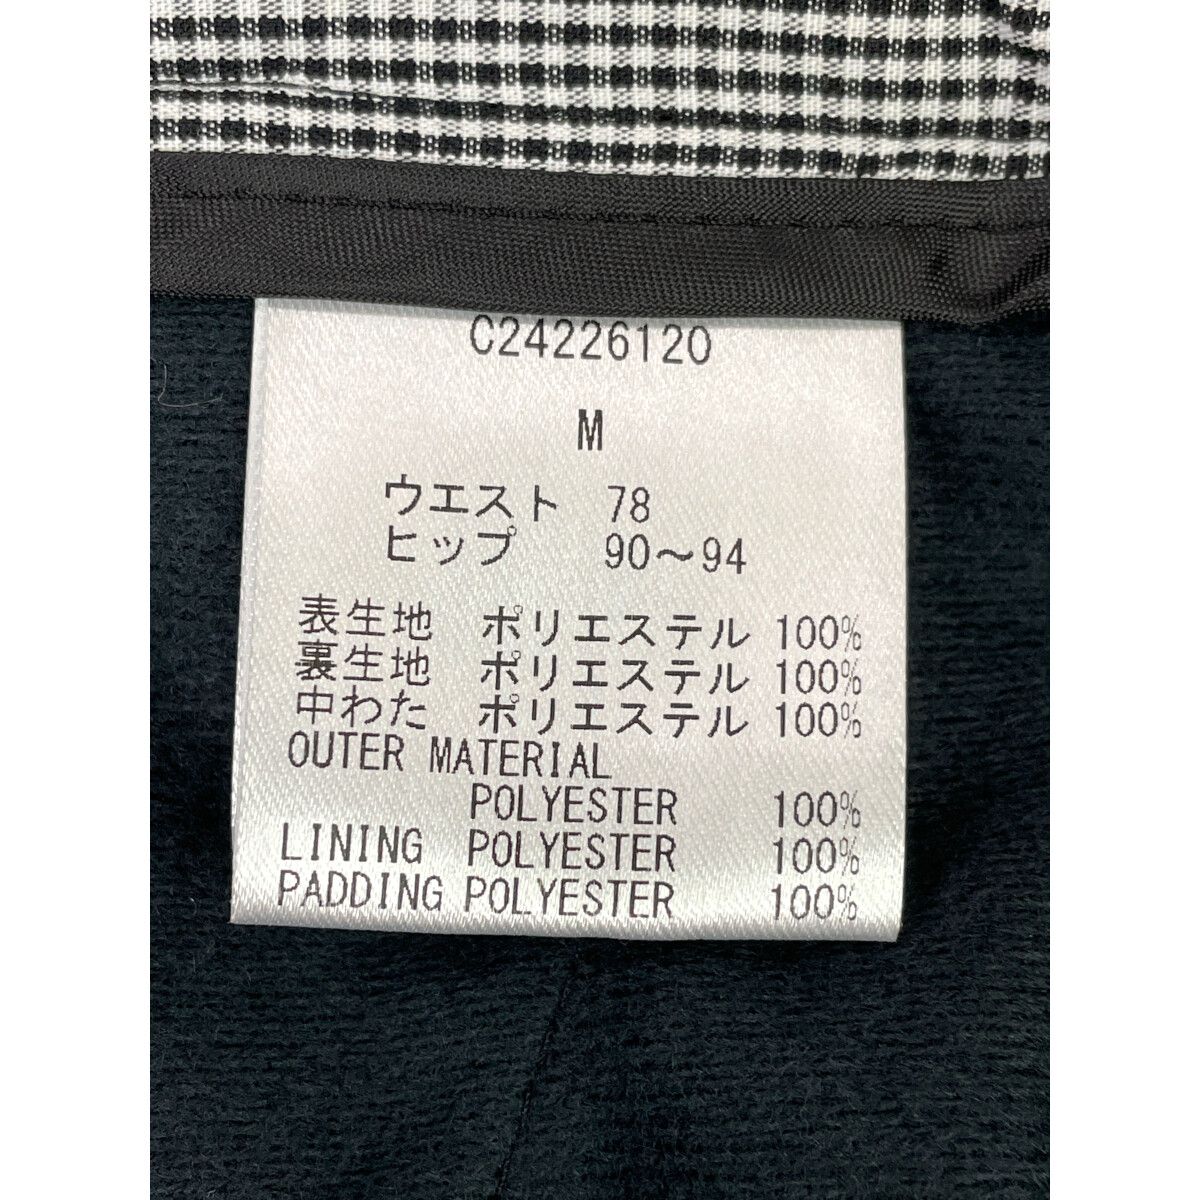 C24226120
M
ウエスト 78
ヒップ 90～94
表生地 ポリエステル 100%
裏生地 ポリエステル 100%
中わた ポリエステル 100%
OUTER MATERIAL
POLYESTER 100%
LINING POLYESTER 100%
PADDING POLYESTER 100%